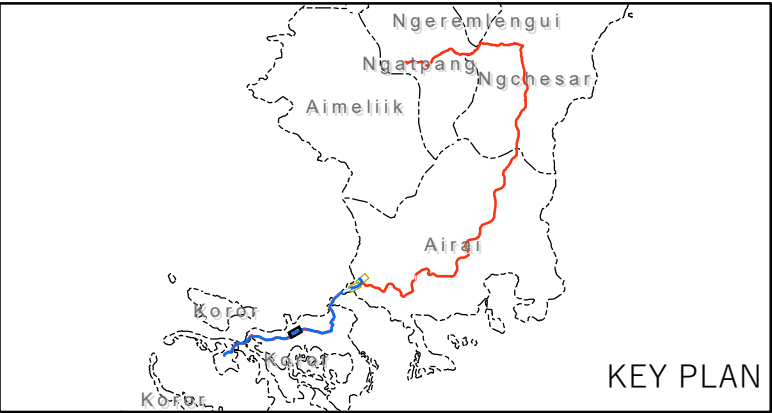 Ngeremlengui
Ngatpang
Ngchesar
Aimeliik
Airai
Koror
Koror
KEY PLAN
Koror